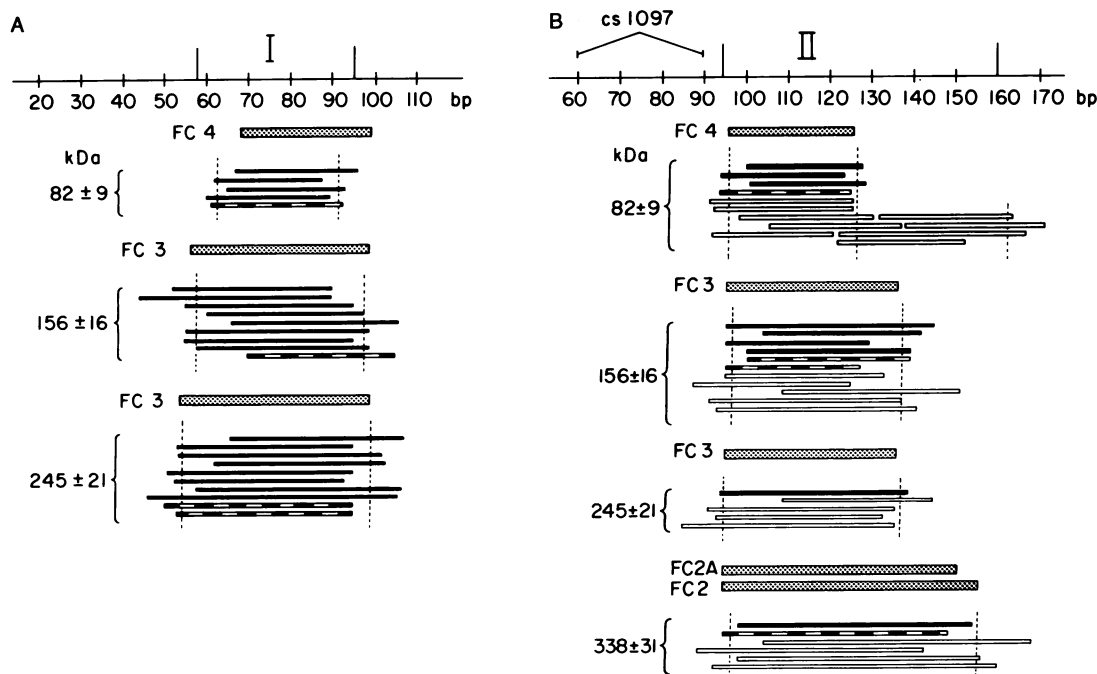 A
I
20 30 40 50 60 70 80 90 100 110 bp
FC 4
kDa
82 ± 9
FC 3
156 ± 16
FC 3
245 ± 21
B
cs 1097
II
60 70 80 90 100 110 120 130 140 150 160 170 bp
FC 4
kDa
82±9
FC 3
156±16
FC 3
245±21
FC2A
FC2
338±31